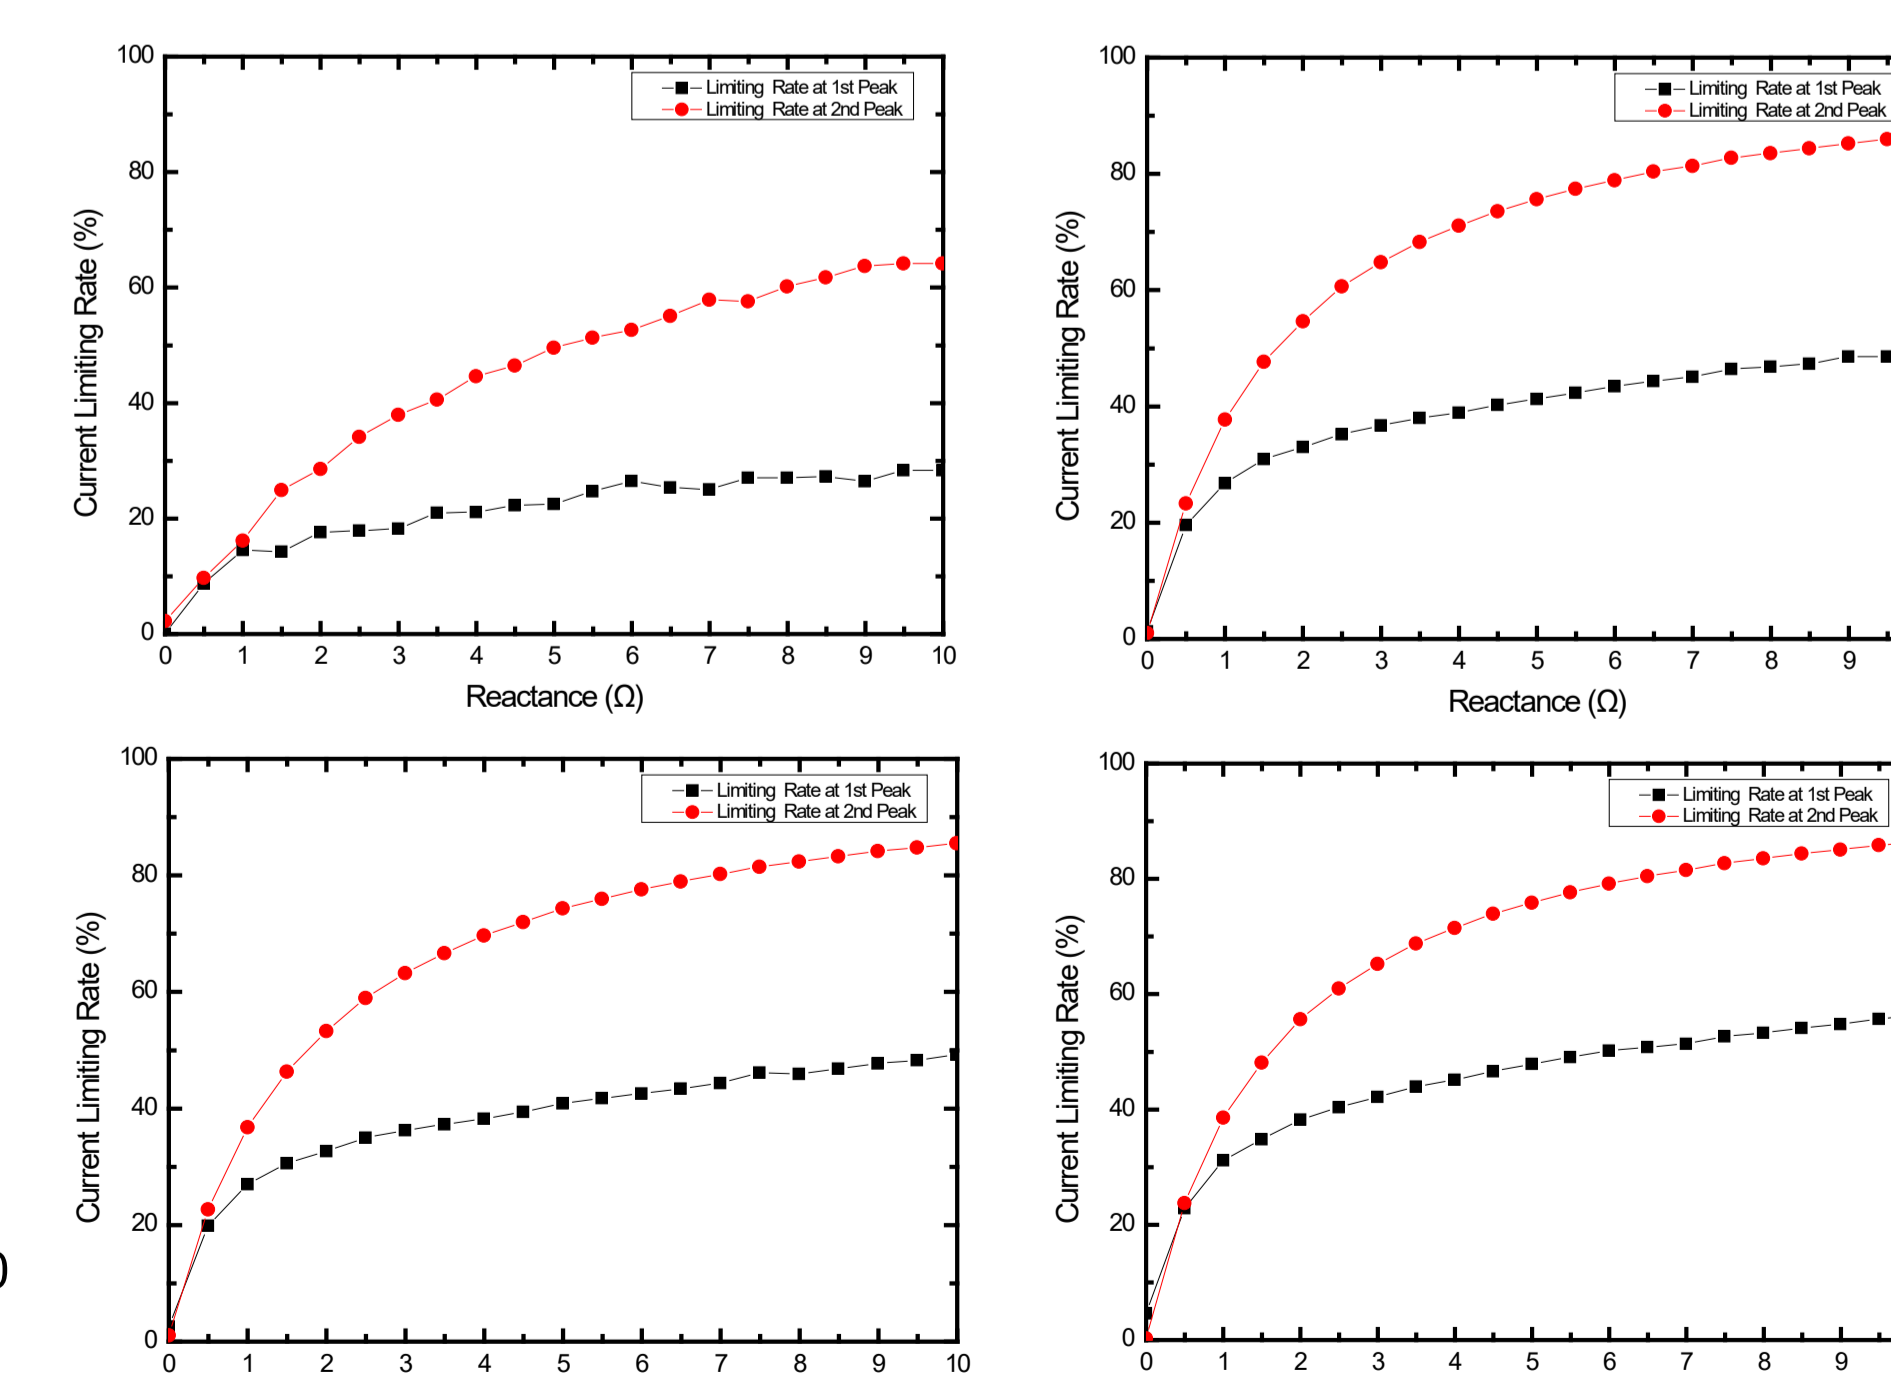 100
80
60
40
20
0
Current Limiting Rate (%)
Limiting Rate at 1st Peak
Limiting Rate at 2nd Peak
0 1 2 3 4 5 6 7 8 9 10
Reactance (Ω)
100
80
60
40
20
0
Current Limiting Rate (%)
Limiting Rate at 1st Peak
Limiting Rate at 2nd Peak
0 1 2 3 4 5 6 7 8 9
Reactance (Ω)
100
80
60
40
20
0
Current Limiting Rate (%)
Limiting Rate at 1st Peak
Limiting Rate at 2nd Peak
0 1 2 3 4 5 6 7 8 9 10
100
80
60
40
20
0
Current Limiting Rate (%)
Limiting Rate at 1st Peak
Limiting Rate at 2nd Peak
0 1 2 3 4 5 6 7 8 9